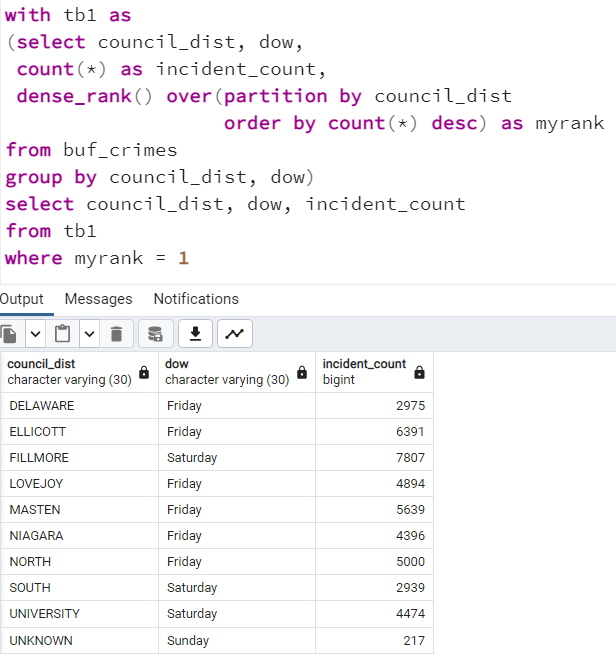 with tb1 as
(select council_dist, dow,
count(*) as incident_count,
dense_rank() over(partition by council_dist
order by count(*) desc) as myrank
from buf_crimes
group by council_dist, dow)
select council_dist, dow, incident_count
from tb1
where myrank = 1
Output Messages Notifications
council_dist dow incident_count
character varying (30) character varying (30) bigint
DELAWARE Friday 2975
ELLICOTT Friday 6391
FILLMORE Saturday 7807
LOVEJOY Friday 4894
MASTEN Friday 5639
NIAGARA Friday 4396
NORTH Friday 5000
SOUTH Saturday 2939
UNIVERSITY Saturday 4474
UNKNOWN Sunday 217